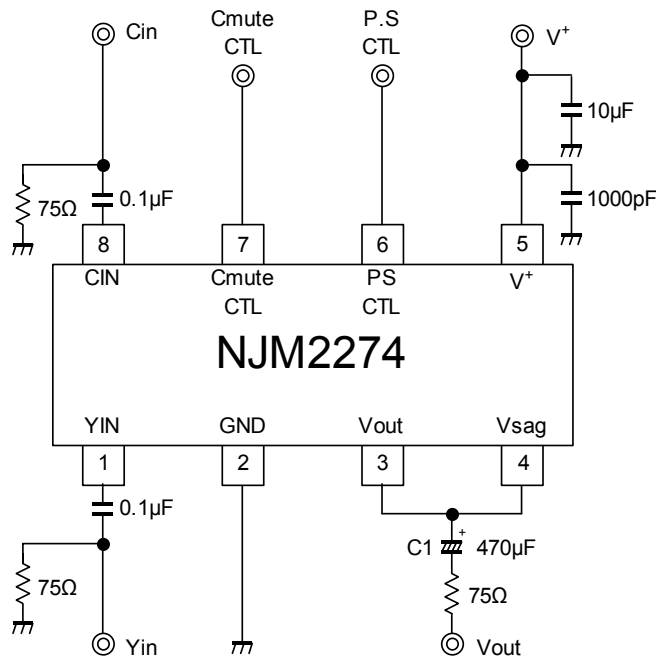 Cin
Cmute
CTL
P.S
CTL
V+
10µF
0.1µF
75Ω
1000pF
8
7
6
5
CIN
Cmute
CTL
PS
CTL
V+
NJM2274
YIN
GND
Vout
Vsag
1
2
3
4
0.1µF
+
C1
470µF
75Ω
75Ω
Yin
Vout